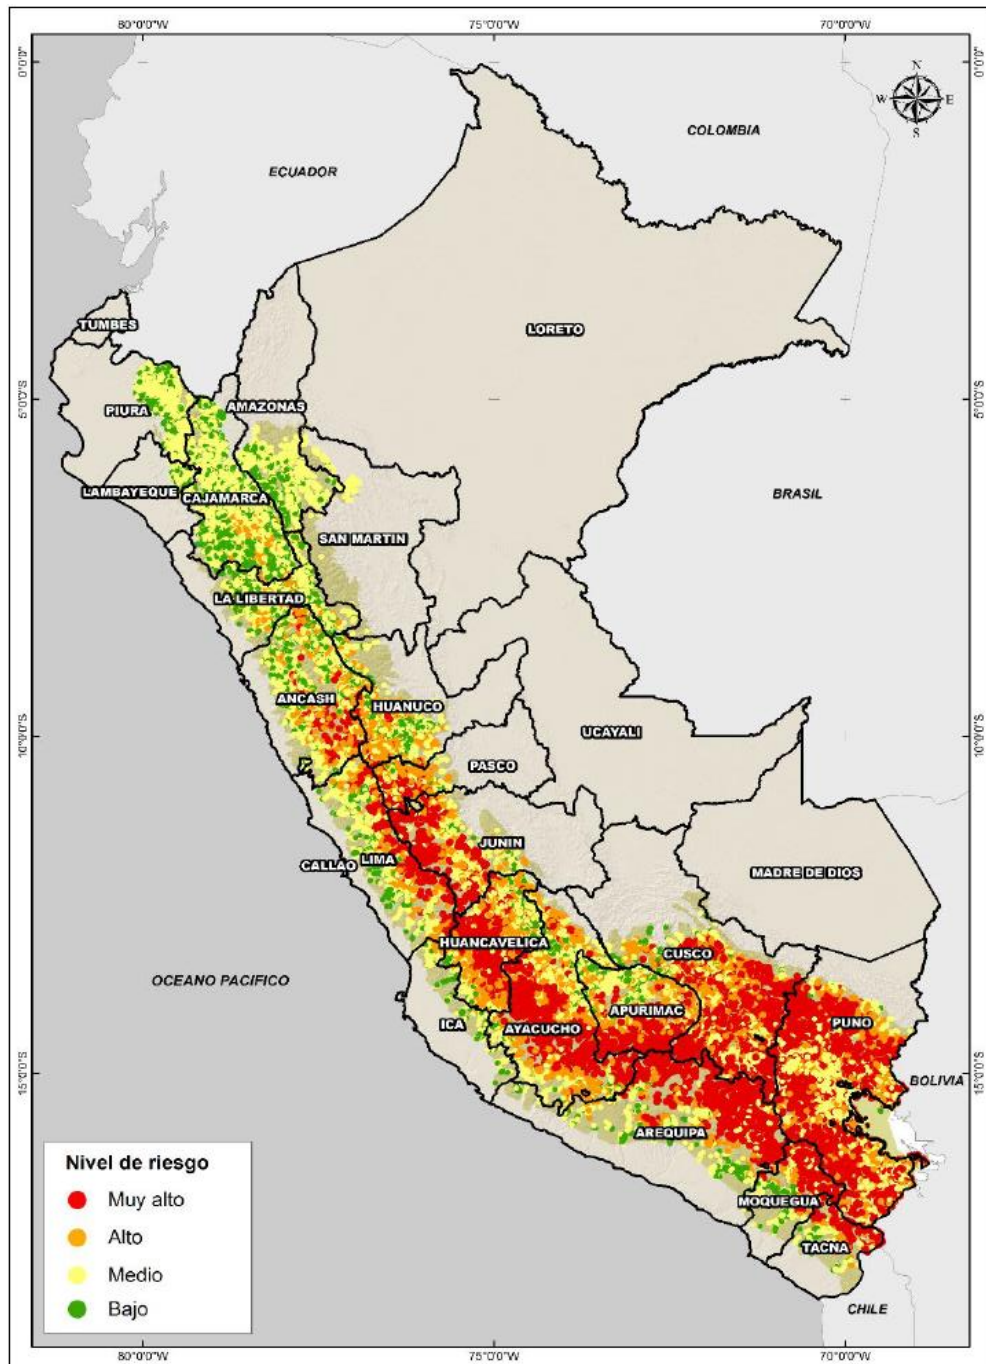 80°0'0"W 75°0'0"W 70°0'0"W
0°0'0" 0°0'0"
N
W E
S
COLOMBIA
ECUADOR
TUMBES
LORETO
5°0'0"S 5°0'0"S
PIURA
AMAZONAS
LAMBAYEQUE
CAJAMARCA
BRASIL
SAN MARTIN
LA LIBERTAD
ANCASH
HUANUCO
UCAYALI
10°0'0"S 10°0'0"S
PASCO
JUNIN
CALLAO
LIMA
MADRE DE DIOS
HUANCAVELICA
CUSCO
OCEANO PACIFICO
APURIMAC
ICA
AYACUCHO
PUNO
15°0'0"S 15°0'0"S
BOLIVIA
AREQUIPA
MOQUEGUA
TACNA
CHILE
Nivel de riesgo
Muy alto
Alto
Medio
Bajo
80°0'0"W 75°0'0"W 70°0'0"W